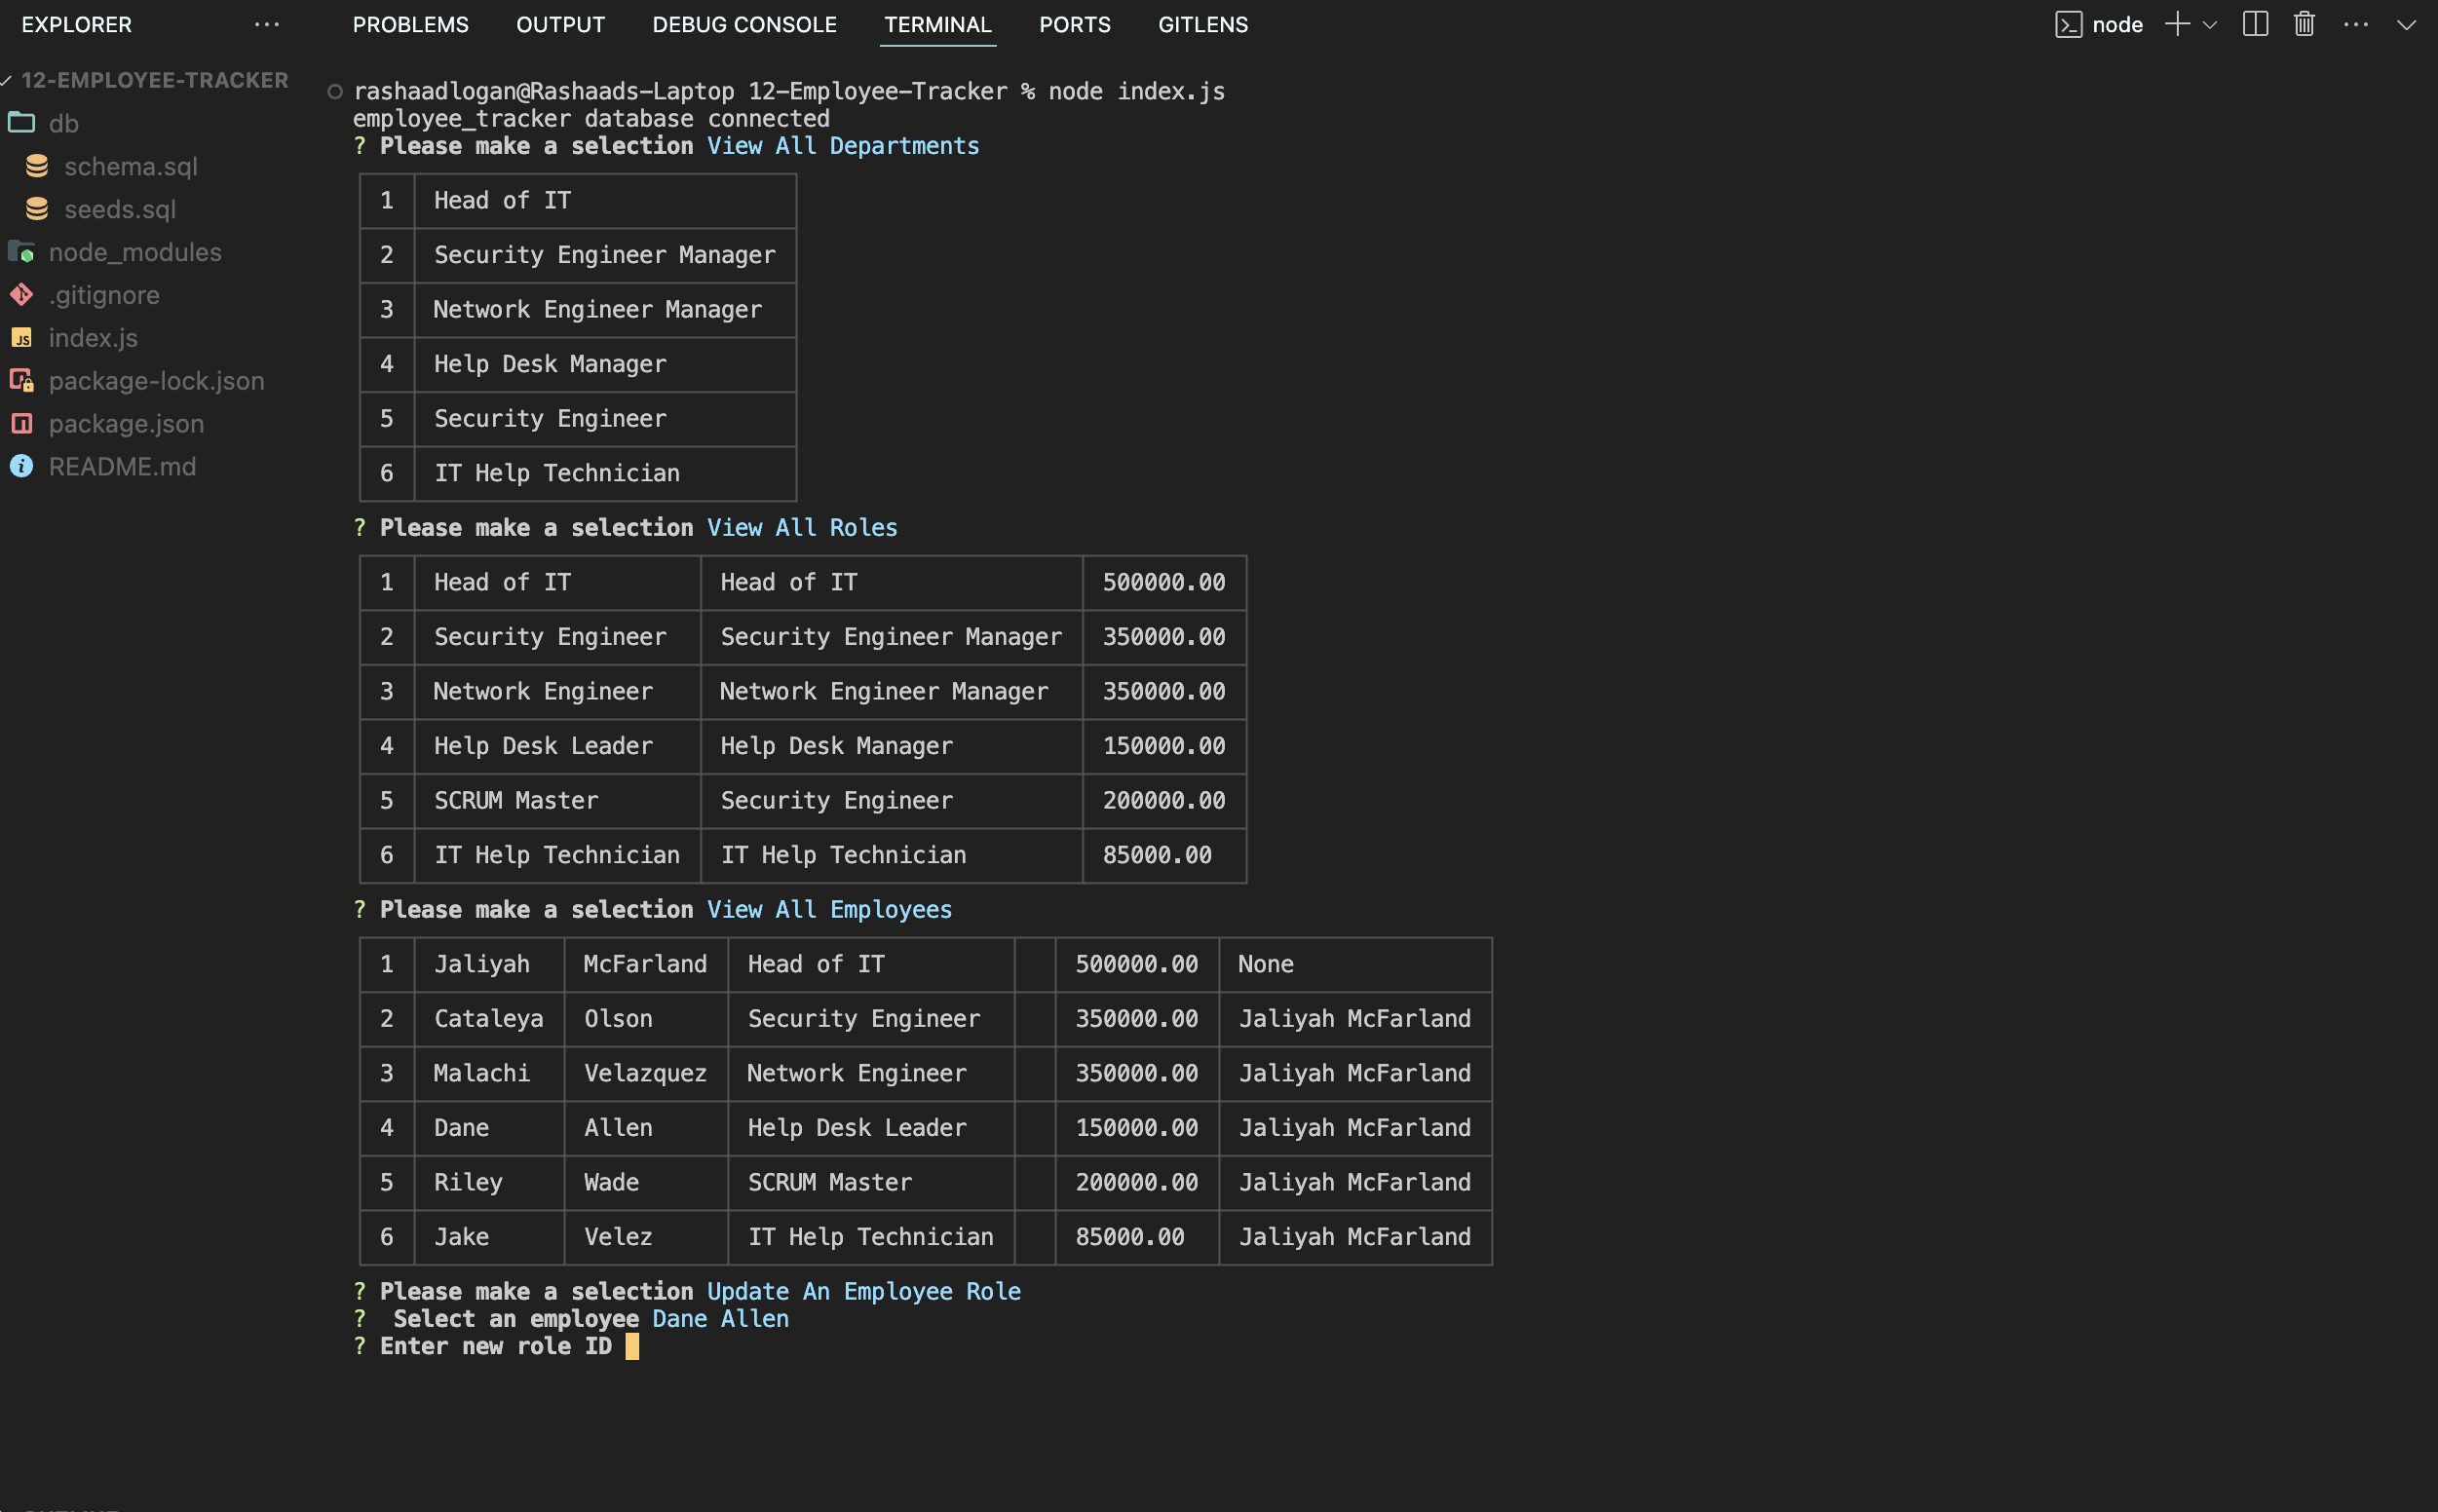 EXPLORER
PROBLEMS OUTPUT DEBUG CONSOLE TERMINAL PORTS GITLENS
node
12-EMPLOYEE-TRACKER
db
schema.sql
seeds.sql
node_modules
.gitignore
index.js
package-lock.json
package.json
README.md
rashaadlogan@Rashaads-Laptop 12-Employee-Tracker % node index.js
employee_tracker database connected
? Please make a selection View All Departments
1 Head of IT
2 Security Engineer Manager
3 Network Engineer Manager
4 Help Desk Manager
5 Security Engineer
6 IT Help Technician
? Please make a selection View All Roles
1 Head of IT Head of IT 500000.00
2 Security Engineer Security Engineer Manager 350000.00
3 Network Engineer Network Engineer Manager 350000.00
4 Help Desk Leader Help Desk Manager 150000.00
5 SCRUM Master Security Engineer 200000.00
6 IT Help Technician IT Help Technician 85000.00
? Please make a selection View All Employees
1 Jaliyah McFarland Head of IT 500000.00 None
2 Cataleya Olson Security Engineer 350000.00 Jaliyah McFarland
3 Malachi Velazquez Network Engineer 350000.00 Jaliyah McFarland
4 Dane Allen Help Desk Leader 150000.00 Jaliyah McFarland
5 Riley Wade SCRUM Master 200000.00 Jaliyah McFarland
6 Jake Velez IT Help Technician 85000.00 Jaliyah McFarland
? Please make a selection Update An Employee Role
? Select an employee Dane Allen
? Enter new role ID